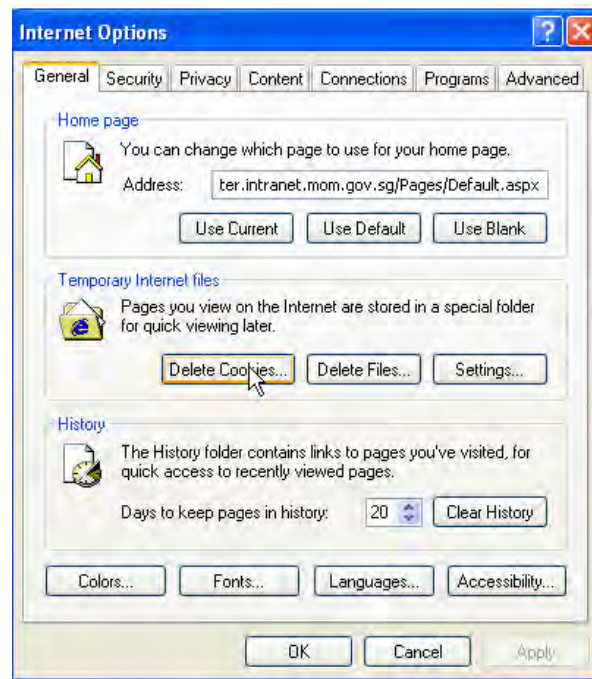 Internet Options
General Security Privacy Content Connections Programs Advanced
Home page
You can change which page to use for your home page.
Address: ter.intranet.mom.gov.sg/Pages/Default.aspx
Use Current Use Default Use Blank
Temporary Internet files
Pages you view on the Internet are stored in a special folder
for quick viewing later.
Delete Cookies... Delete Files... Settings...
History
The History folder contains links to pages you've visited, for
quick access to recently viewed pages.
Days to keep pages in history: 20 Clear History
Colors... Fonts... Languages... Accessibility...
OK Cancel Apply